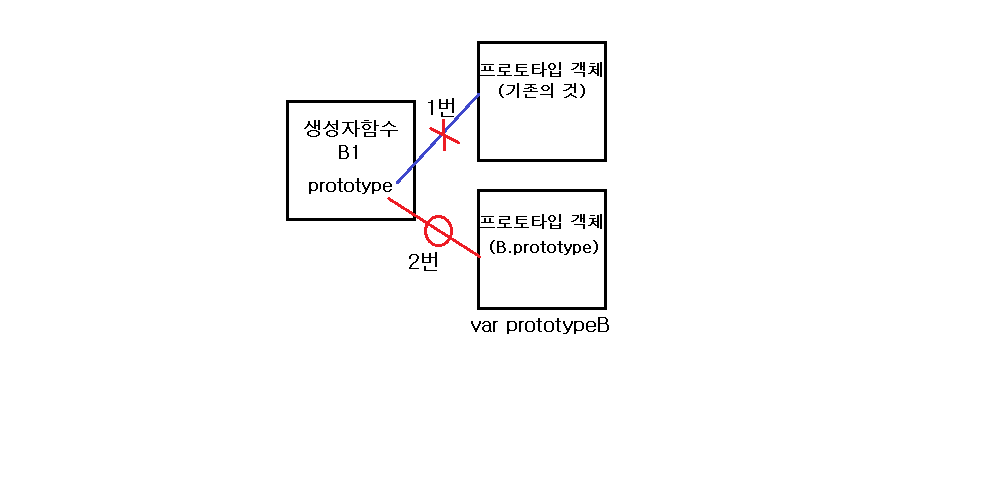 프로토타입 객체
(기존의 것)
1번
생성자함수
B1
prototype
프로토타입 객체
(B.prototype)
2번
var prototypeB